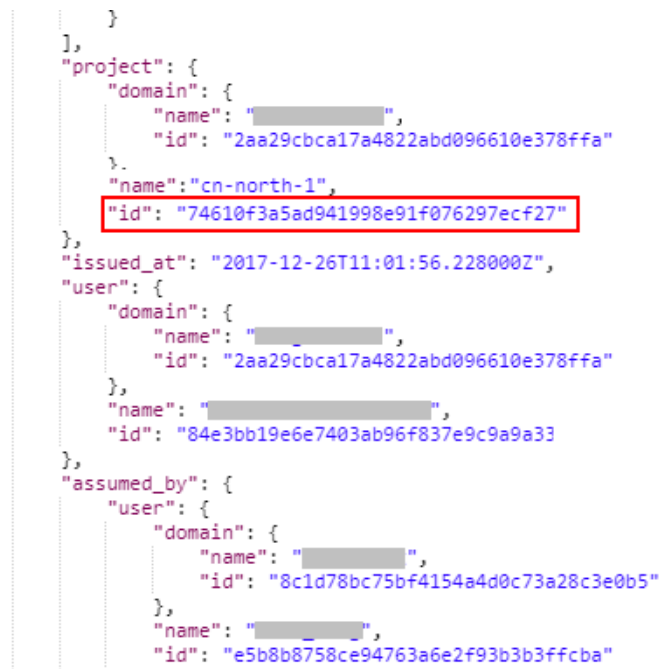 }
],
"project": {
"domain": {
"name": " ",
"id": "2aa29cbca17a4822abd096610e378ffa"
},
"name":"cn-north-1",
"id": "74610f3a5ad941998e91f076297ecf27"
},
"issued_at": "2017-12-26T11:01:56.228000Z",
"user": {
"domain": {
"name": " ",
"id": "2aa29cbca17a4822abd096610e378ffa"
},
"name": " ",
"id": "84e3bb19e6e7403ab96f837e9c9a9a33
},
"assumed_by": {
"user": {
"domain": {
"name": " ",
"id": "8c1d78bc75bf4154a4d0c73a28c3e0b5"
},
"name": " ",
"id": "e5b8b8758ce94763a6e2f93b3b3ffcba"